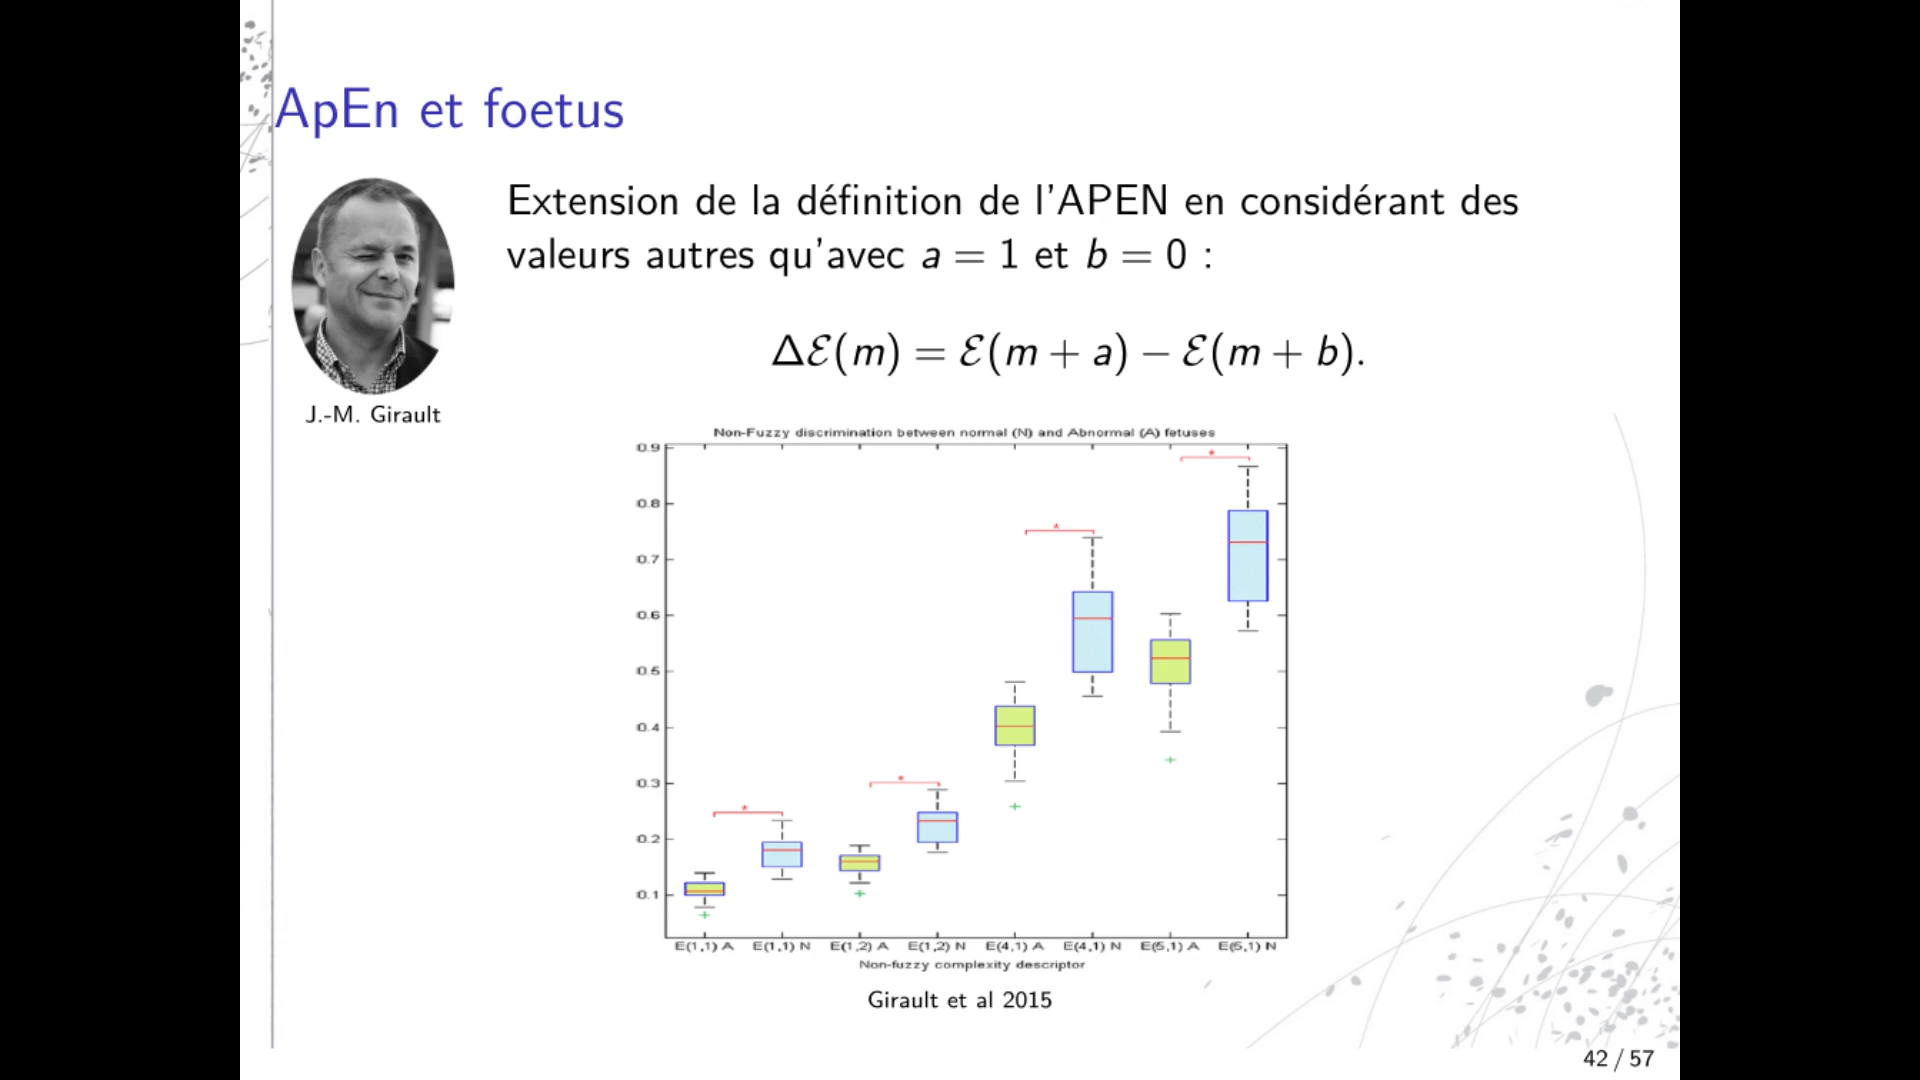 ApEn et foetus
Extension de la définition de l'APEN en considérant des
valeurs autres qu'avec a = 1 et b = 0 :
Δℰ(m) = ℰ(m + a) − ℰ(m + b).
J.-M. Girault
Non-Fuzzy discrimination between normal (N) and Abnormal (A) fetuses
0.9
0.8
0.7
0.6
0.5
0.4
0.3
0.2
0.1
* * * *
E(1,1) A E(1,1) N E(1,2) A E(1,2) N E(4,1) A E(4,1) N E(5,1) A E(5,1) N
Non-fuzzy complexity descriptor
Girault et al 2015
42 / 57